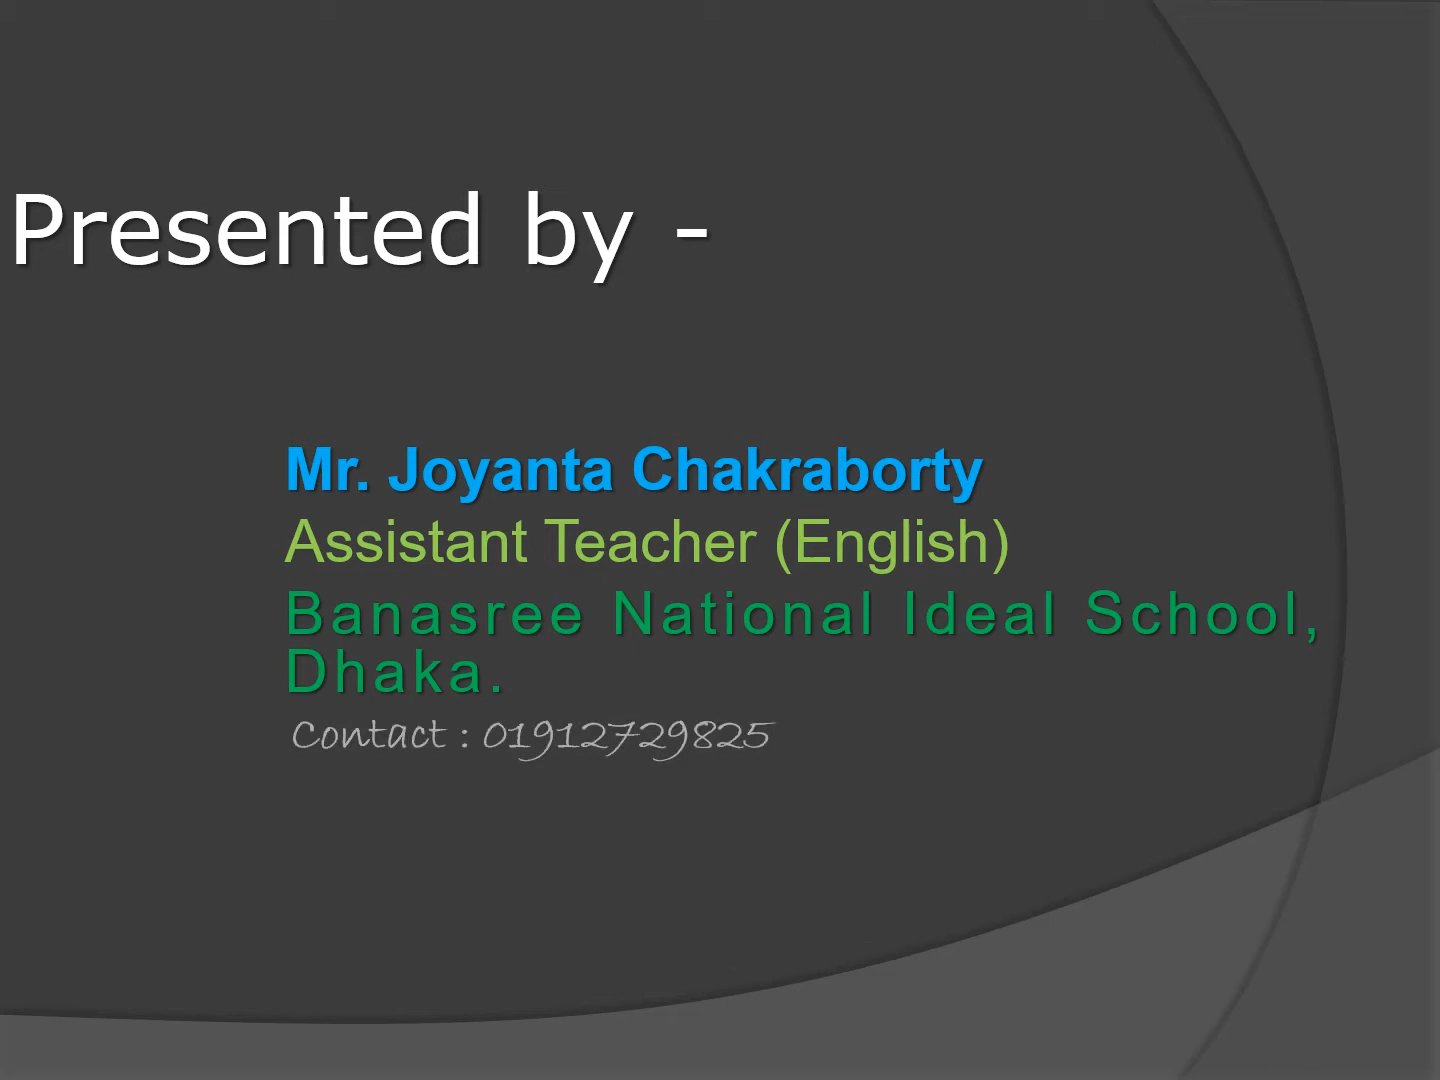 Presented by -
Mr. Joyanta Chakraborty
Assistant Teacher (English)
Banasree National Ideal School,
Dhaka.
Contact : 01912729825